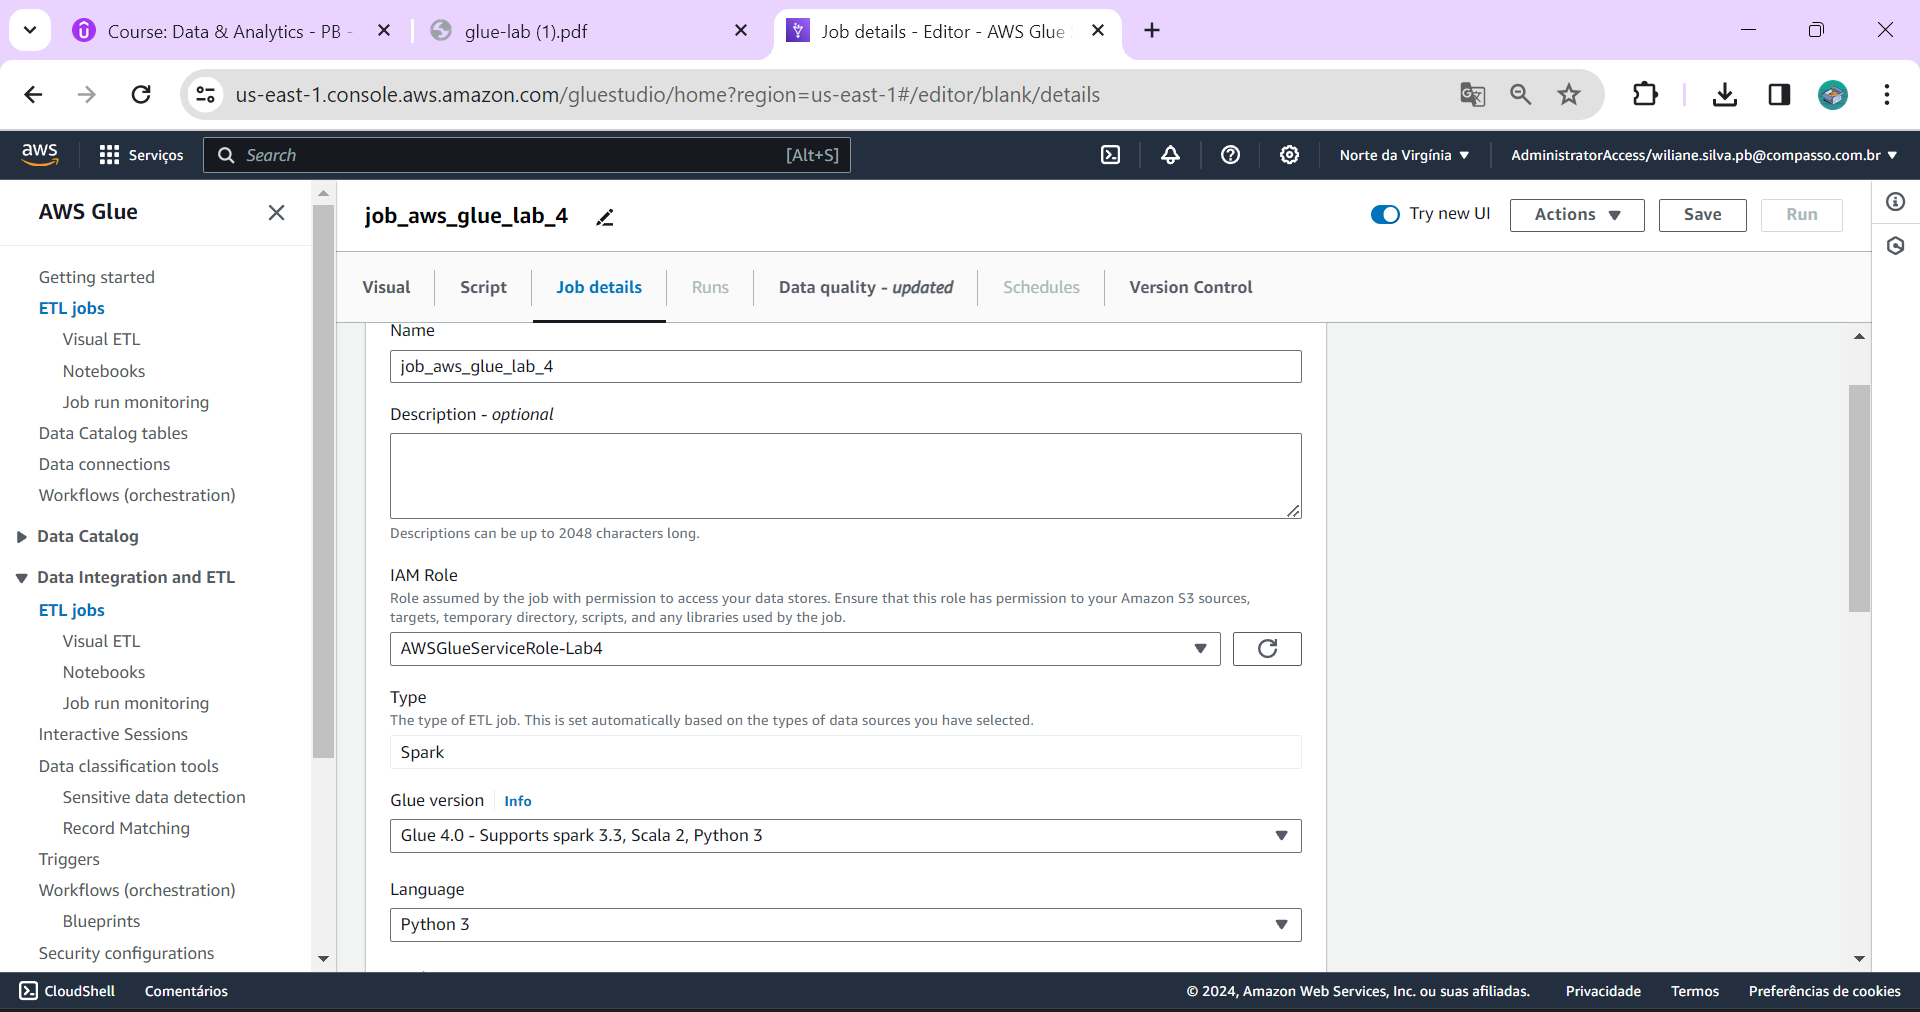 Course: Data & Analytics - PB -
glue-lab (1).pdf
Job details - Editor - AWS Glue
us-east-1.console.aws.amazon.com/gluestudio/home?region=us-east-1#/editor/blank/details
aws
Serviços
Search
[Alt+S]
Norte da Virgínia
AdministratorAccess/wiliane.silva.pb@compasso.com.br
AWS Glue
Getting started
ETL jobs
Visual ETL
Notebooks
Job run monitoring
Data Catalog tables
Data connections
Workflows (orchestration)
Data Catalog
Data Integration and ETL
ETL jobs
Visual ETL
Notebooks
Job run monitoring
Interactive Sessions
Data classification tools
Sensitive data detection
Record Matching
Triggers
Workflows (orchestration)
Blueprints
Security configurations
job_aws_glue_lab_4
Try new UI
Actions
Save
Run
Visual
Script
Job details
Runs
Data quality - updated
Schedules
Version Control
Name
job_aws_glue_lab_4
Description - optional
Descriptions can be up to 2048 characters long.
IAM Role
Role assumed by the job with permission to access your data stores. Ensure that this role has permission to your Amazon S3 sources,
targets, temporary directory, scripts, and any libraries used by the job.
AWSGlueServiceRole-Lab4
Type
The type of ETL job. This is set automatically based on the types of data sources you have selected.
Spark
Glue version
Info
Glue 4.0 - Supports spark 3.3, Scala 2, Python 3
Language
Python 3
CloudShell
Comentários
© 2024, Amazon Web Services, Inc. ou suas afiliadas.
Privacidade
Termos
Preferências de cookies